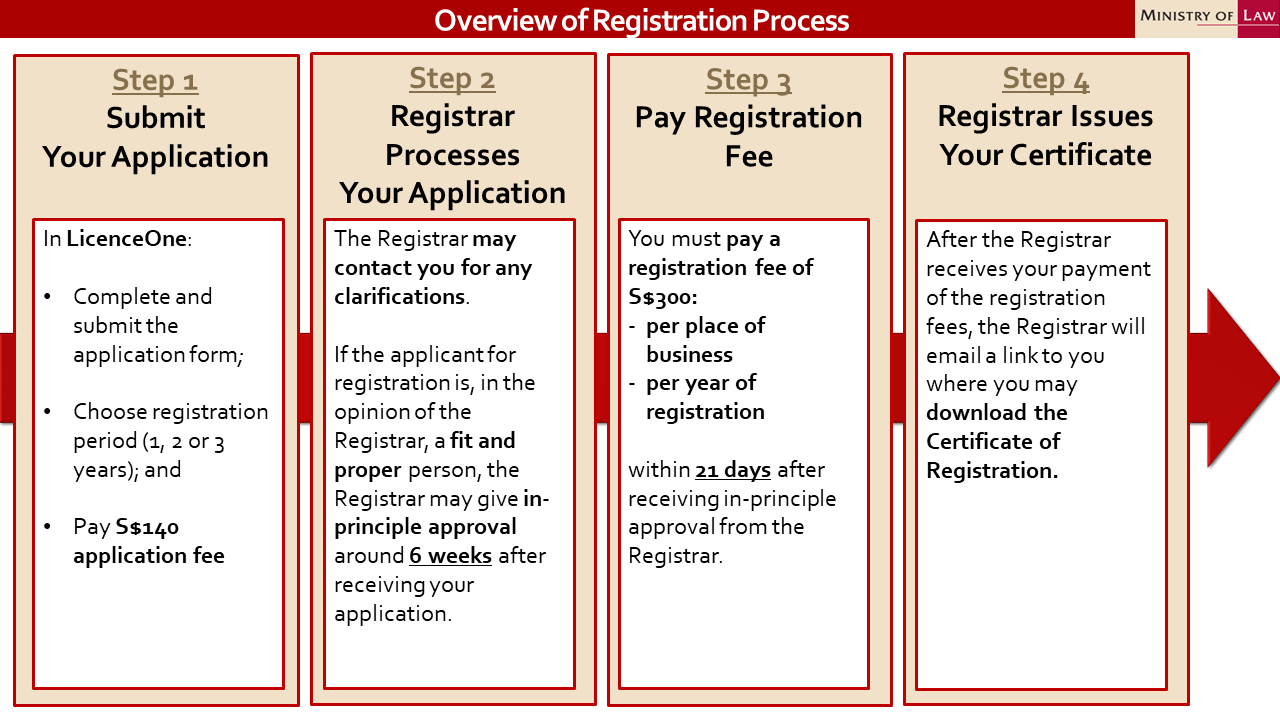 Overview of Registration Process
MINISTRY OF LAW
Step 1
Submit
Your Application
In LicenceOne:
• Complete and
submit the
application form;
• Choose registration
period (1, 2 or 3
years); and
• Pay S$140
application fee
Step 2
Registrar
Processes
Your Application
The Registrar may
contact you for any
clarifications.
If the applicant for
registration is, in the
opinion of the
Registrar, a fit and
proper person, the
Registrar may give in-
principle approval
around 6 weeks after
receiving your
application.
Step 3
Pay Registration
Fee
You must pay a
registration fee of
S$300:
- per place of
business
- per year of
registration
within 21 days after
receiving in-principle
approval from the
Registrar.
Step 4
Registrar Issues
Your Certificate
After the Registrar
receives your payment
of the registration
fees, the Registrar will
email a link to you
where you may
download the
Certificate of
Registration.